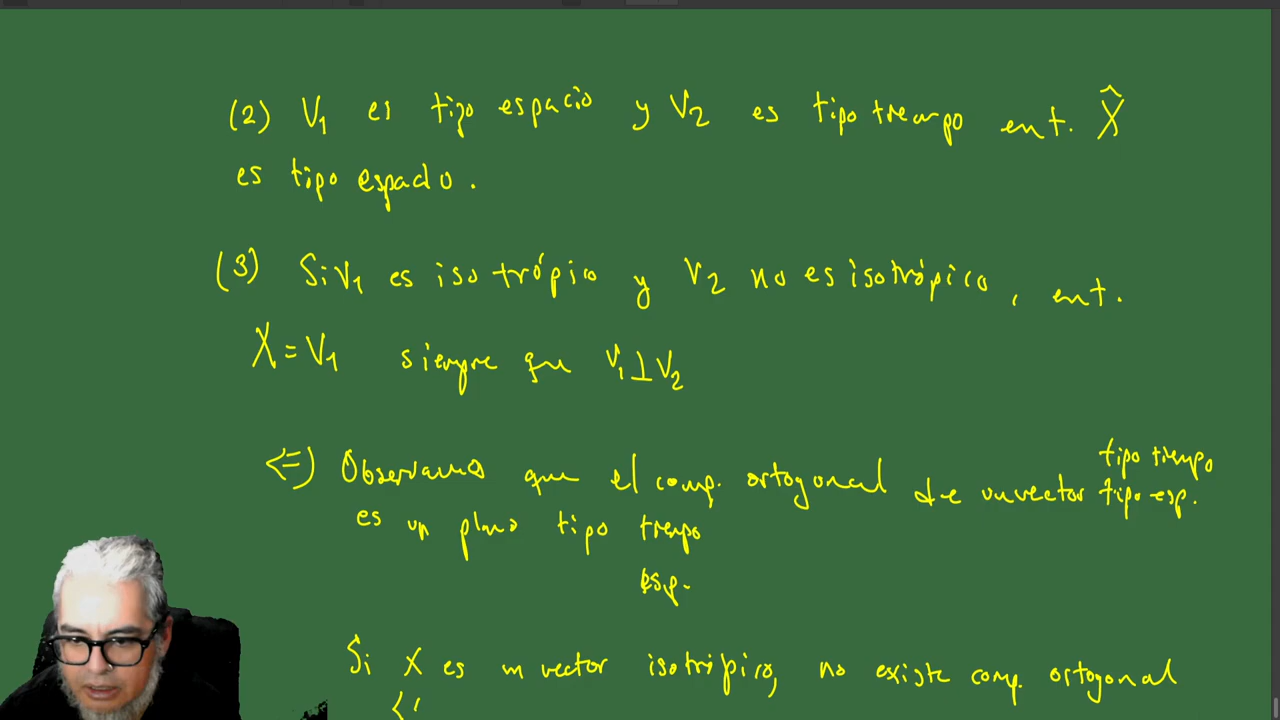 (2) V1 es tipo espacio y V2 es tipo tiempo ent. X̂
es tipo espacio.
(3) Si V1 es isotrópico y V2 no es isotrópico, ent.
X = V1 siempre que V1 ⊥ V2
<=) Observamos que el comp. ortogonal de un vector tipo tiempo
tipo esp.
es un plano tipo tiempo
esp.
Si X es un vector isotrópico, no existe comp. ortogonal